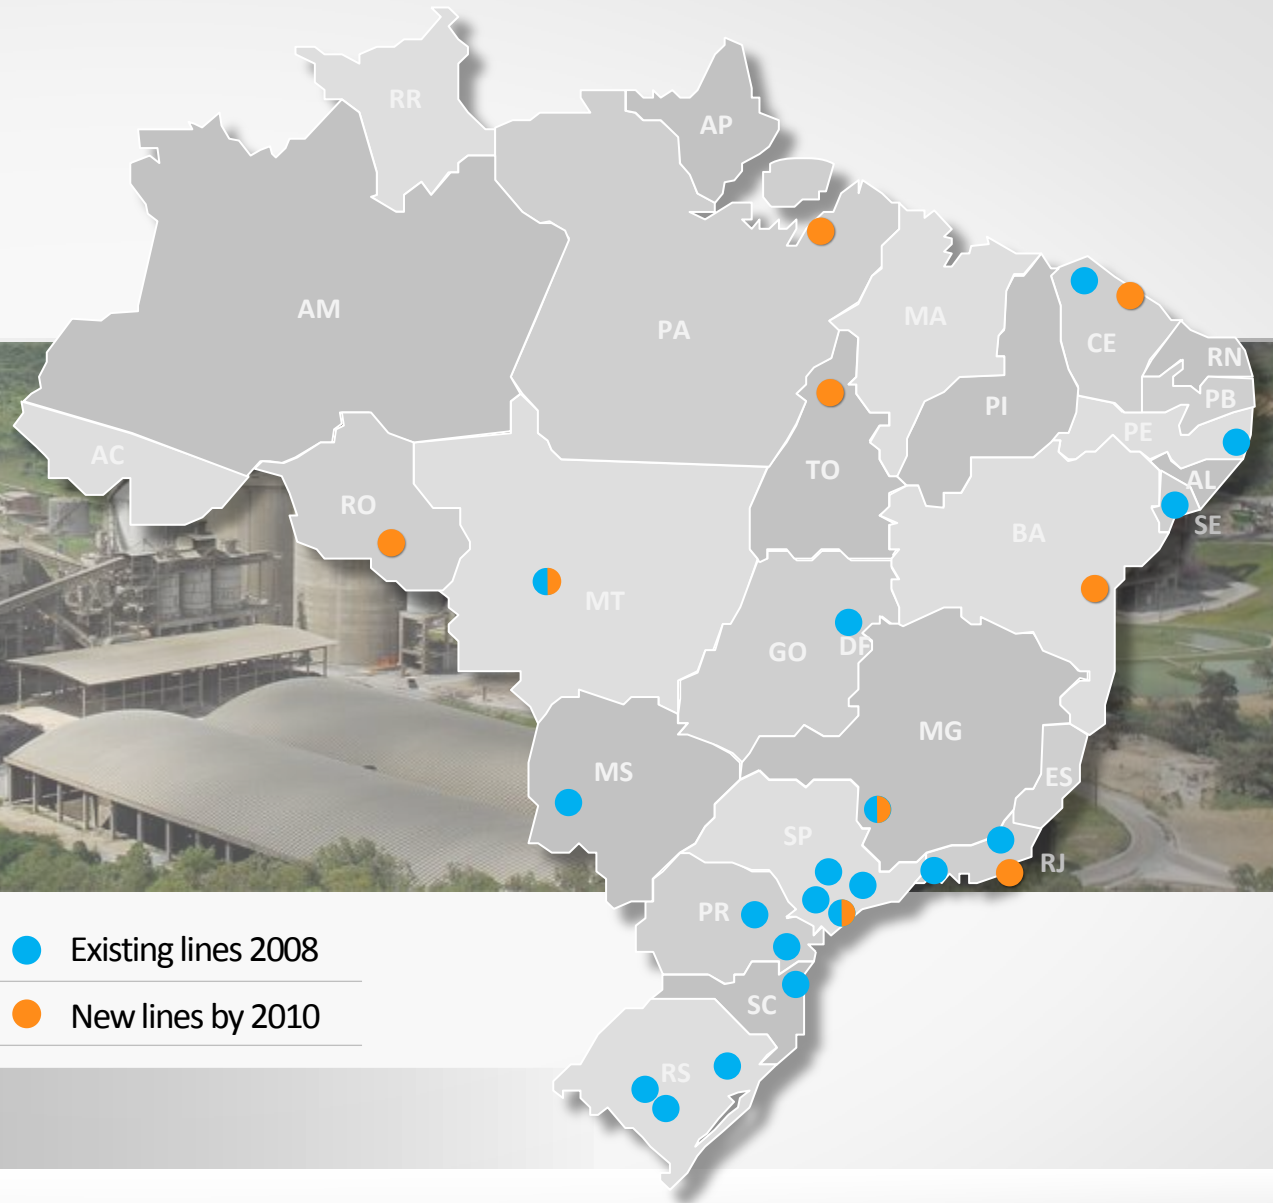 RR
AP
AM
PA
MA
CE
RN
PB
PI
PE
AC
TO
AL
RO
SE
BA
MT
GO
DF
MG
MS
ES
SP
RJ
PR
Existing lines 2008
SC
New lines by 2010
RS